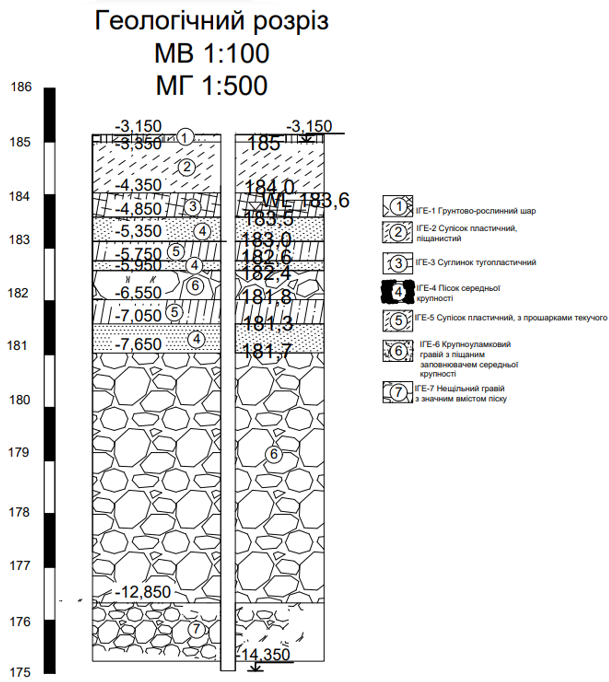 Геологічний розріз
МВ 1:100
МГ 1:500
186
185
184
183
182
181
180
179
178
177
176
175
-3,150
-3,150
1
-3,350
185
2
-4,350
184,0
WL 183,6
3
-4,850
183,5
-5,350
4
183,0
-5,750
5
182,6
-5,950
4
182,4
6
-6,550
181,8
-7,050
5
181,3
-7,650
4
181,7
6
-12,850
7
-14,350
1 ІГЕ-1 Грунтово-рослинний шар
2 ІГЕ-2 Супісок пластичний,
піщанистий
3 ІГЕ-3 Суглинок тугопластичний
4 ІГЕ-4 Пісок середньої
крупності
5 ІГЕ-5 Супісок пластичний, з прошарками текучого
6 ІГЕ-6 Крупноуламковий
гравій з піщаним
заповнювачем середньої
крупності
7 ІГЕ-7 Нещільний гравій
з значним вмістом піску